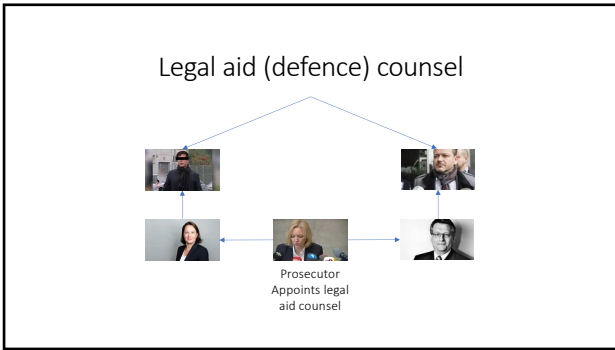 Legal aid (defence) counsel
Prosecutor
Appoints legal
aid counsel